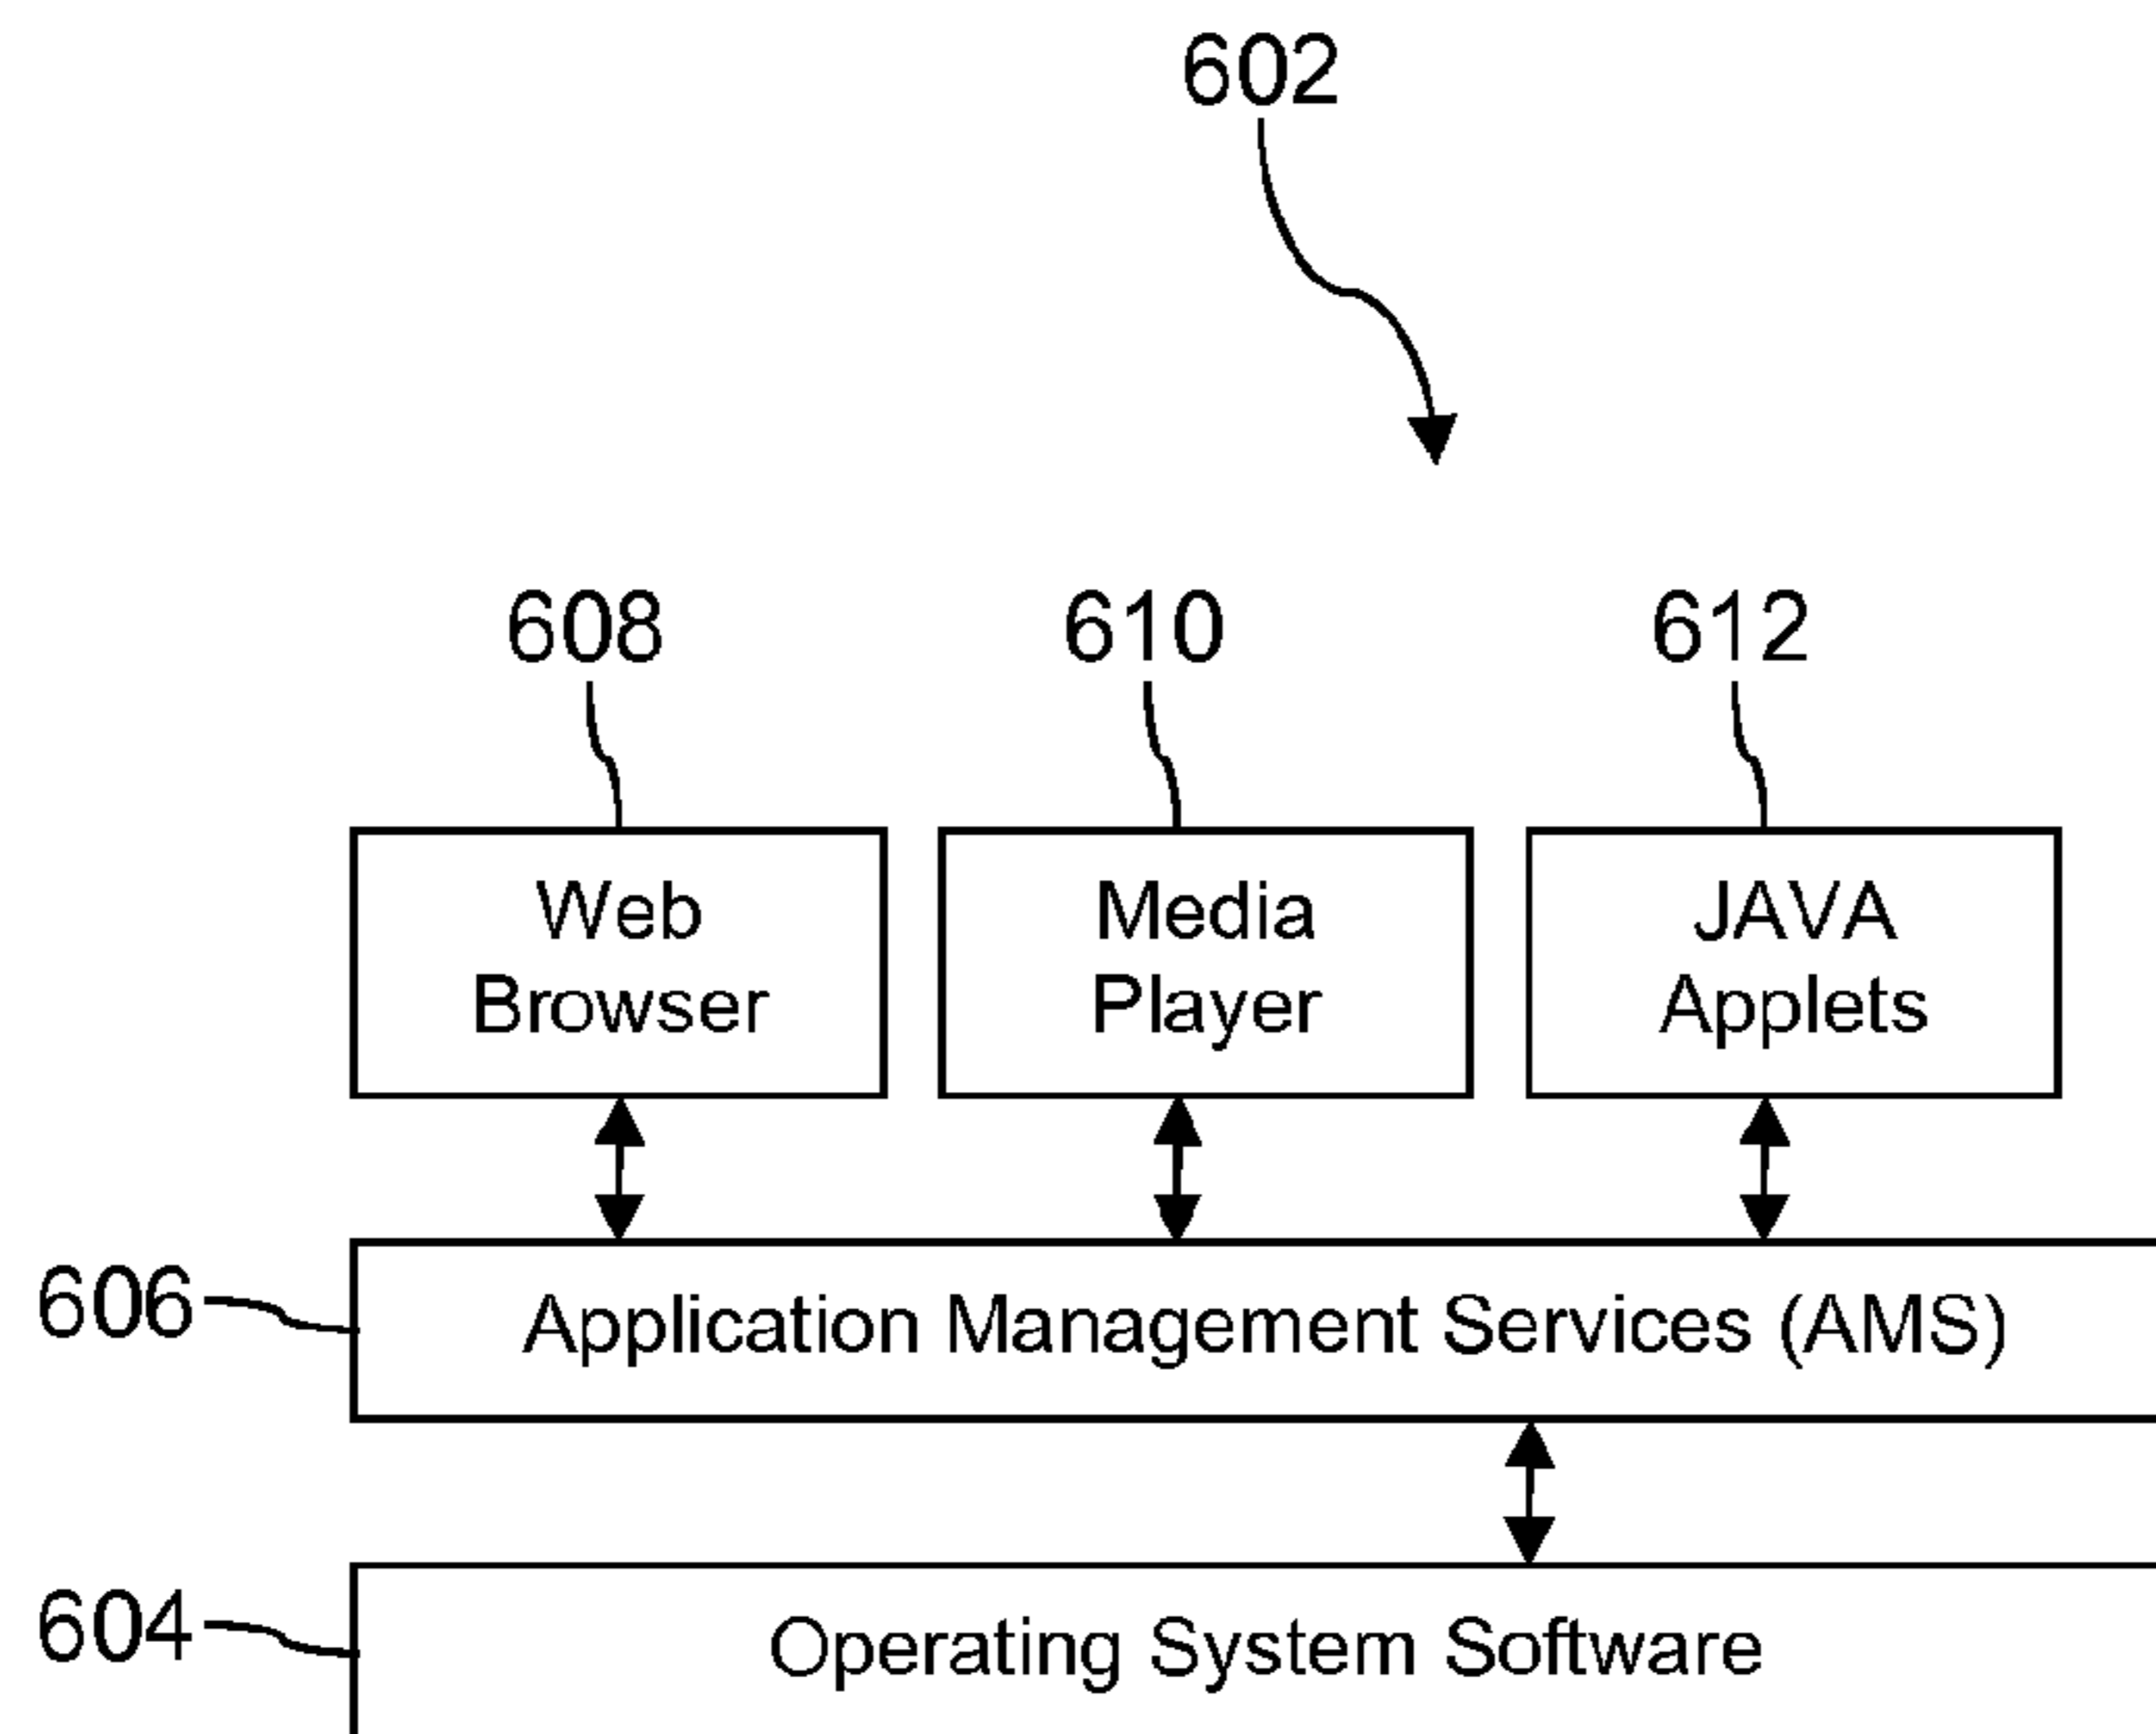 602
608
610
612
Web
Browser
Media
Player
JAVA
Applets
606
Application Management Services (AMS)
604
Operating System Software